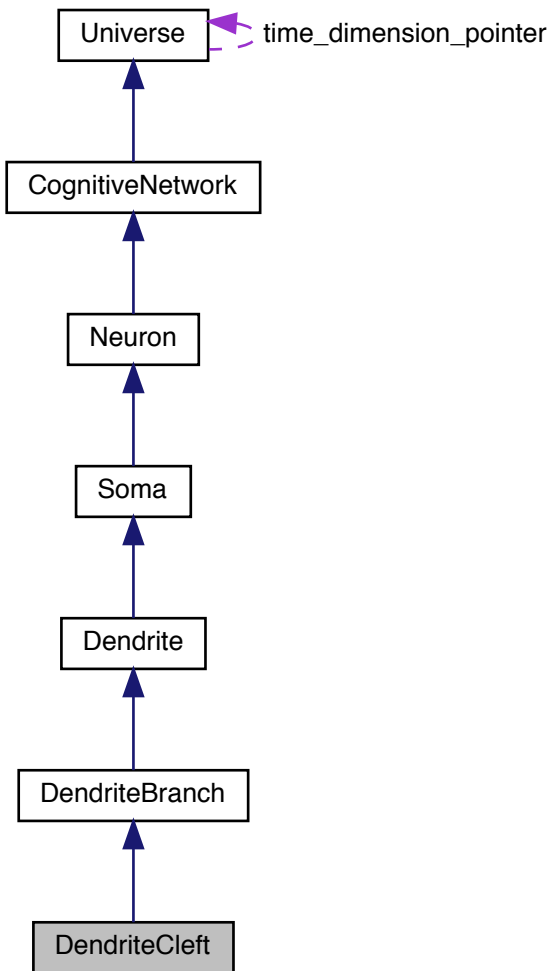 Universe
time_dimension_pointer
CognitiveNetwork
Neuron
Soma
Dendrite
DendriteBranch
DendriteCleft